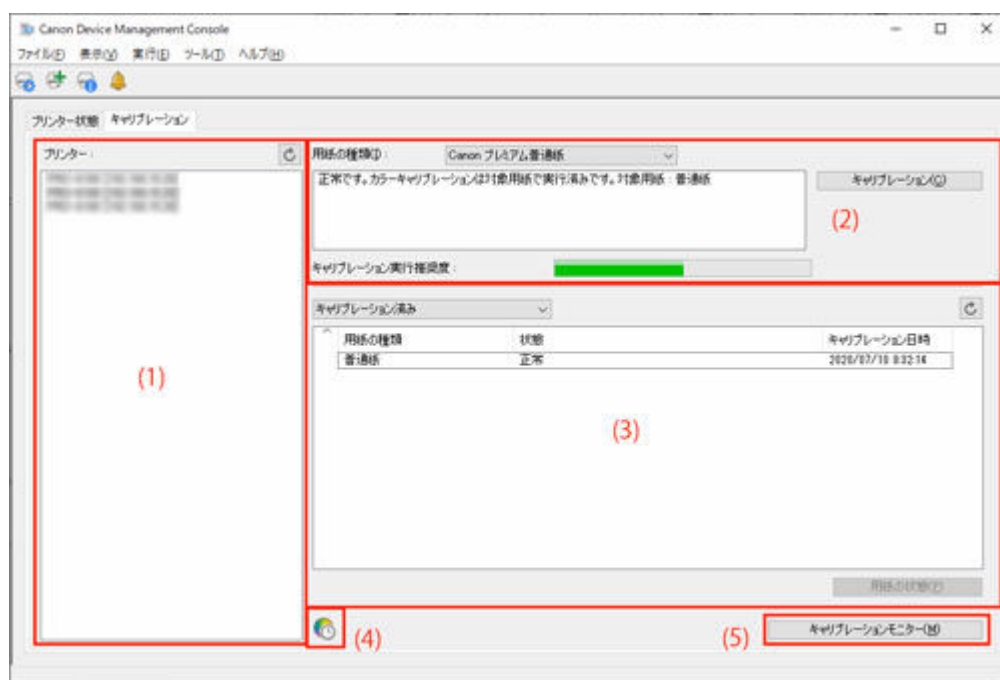 Canon Device Management Console
ファイル(F) 表示(V) 実行(E) ツール(T) ヘルプ(H)
プリンター状態 キャリブレーション
プリンター:
用紙の種類(I): Canon プレミアム普通紙
正常です。カラーキャリブレーションは対象用紙で実行済みです。対象用紙:普通紙
キャリブレーション(C)
(2)
キャリブレーション実行推奨度:
キャリブレーション済み
用紙の種類 状態 キャリブレーション日時
普通紙 正常
(1)
(3)
用紙の状態(P)
(4)
(5)
キャリブレーションモニター(M)